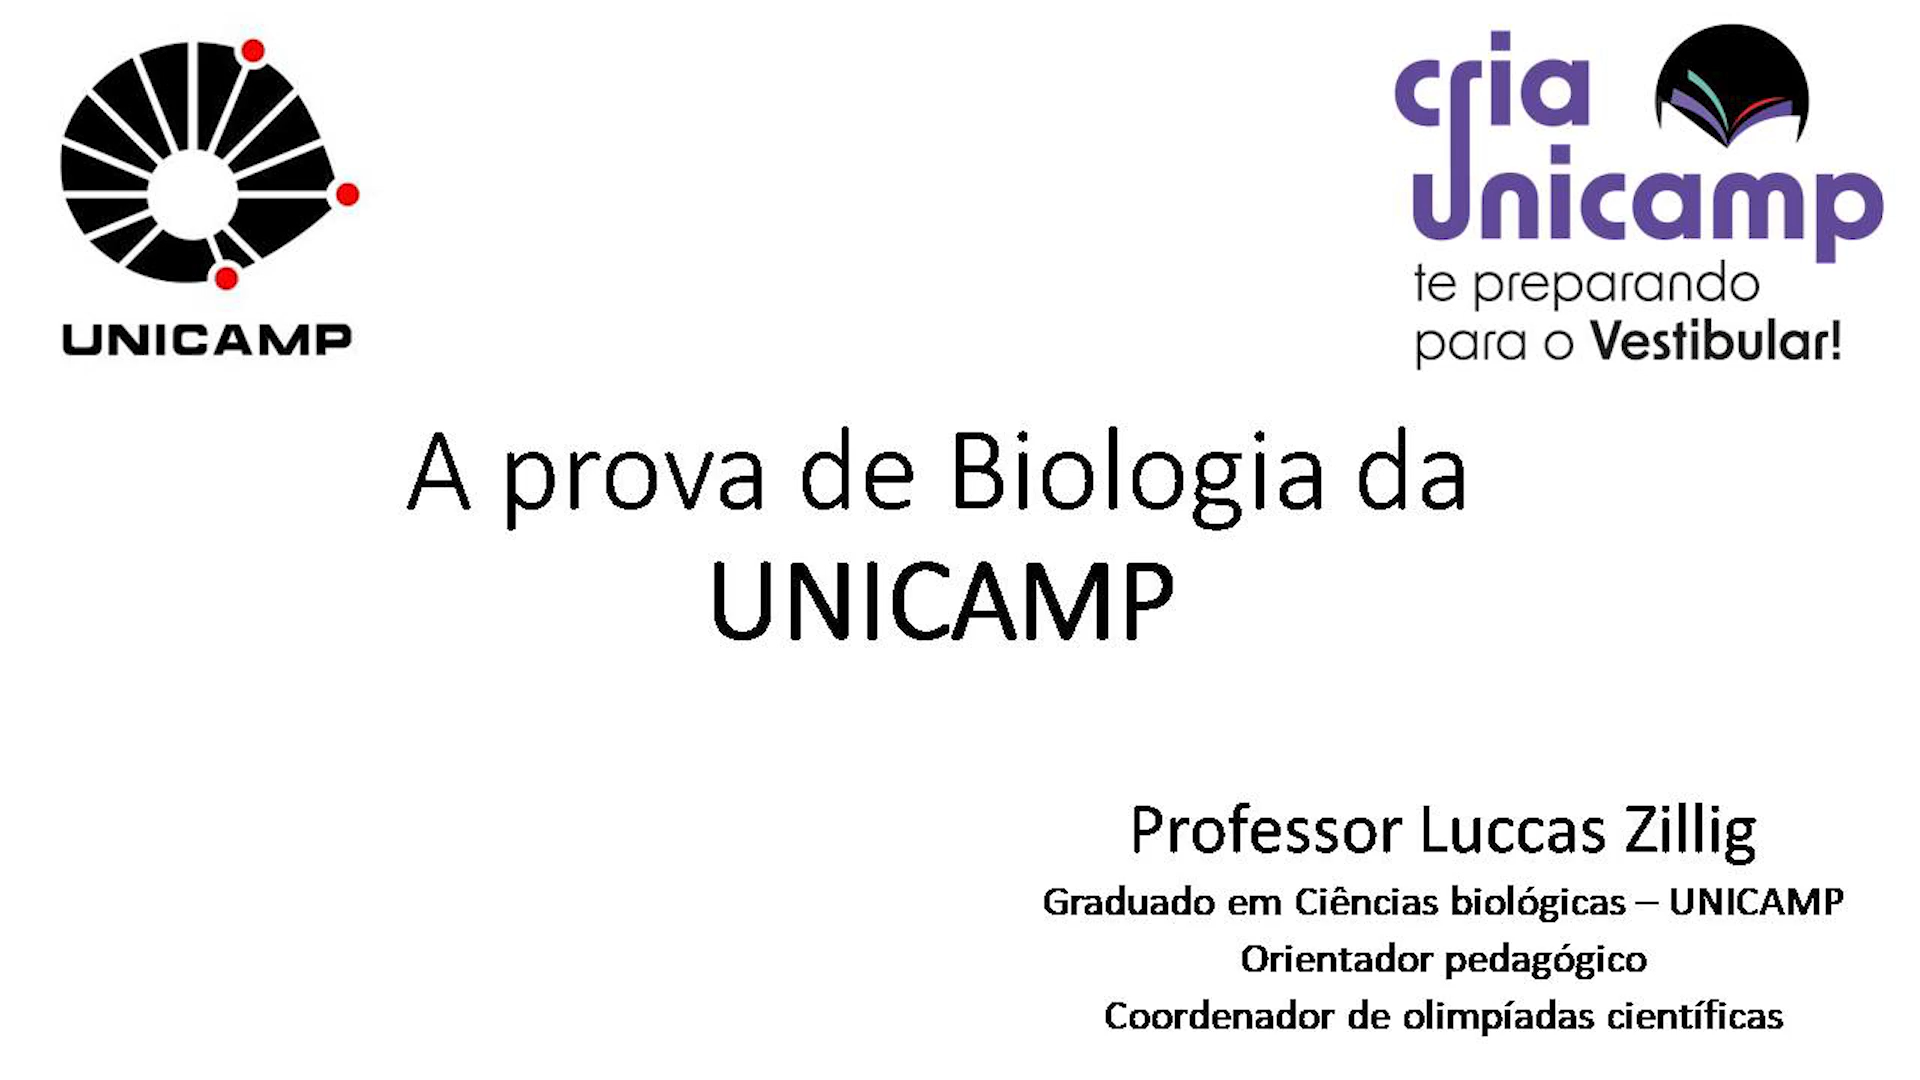 UNICAMP
cria
unicamp
te preparando
para o Vestibular!
A prova de Biologia da
UNICAMP
Professor Luccas Zillig
Graduado em Ciências biológicas – UNICAMP
Orientador pedagógico
Coordenador de olimpíadas científicas